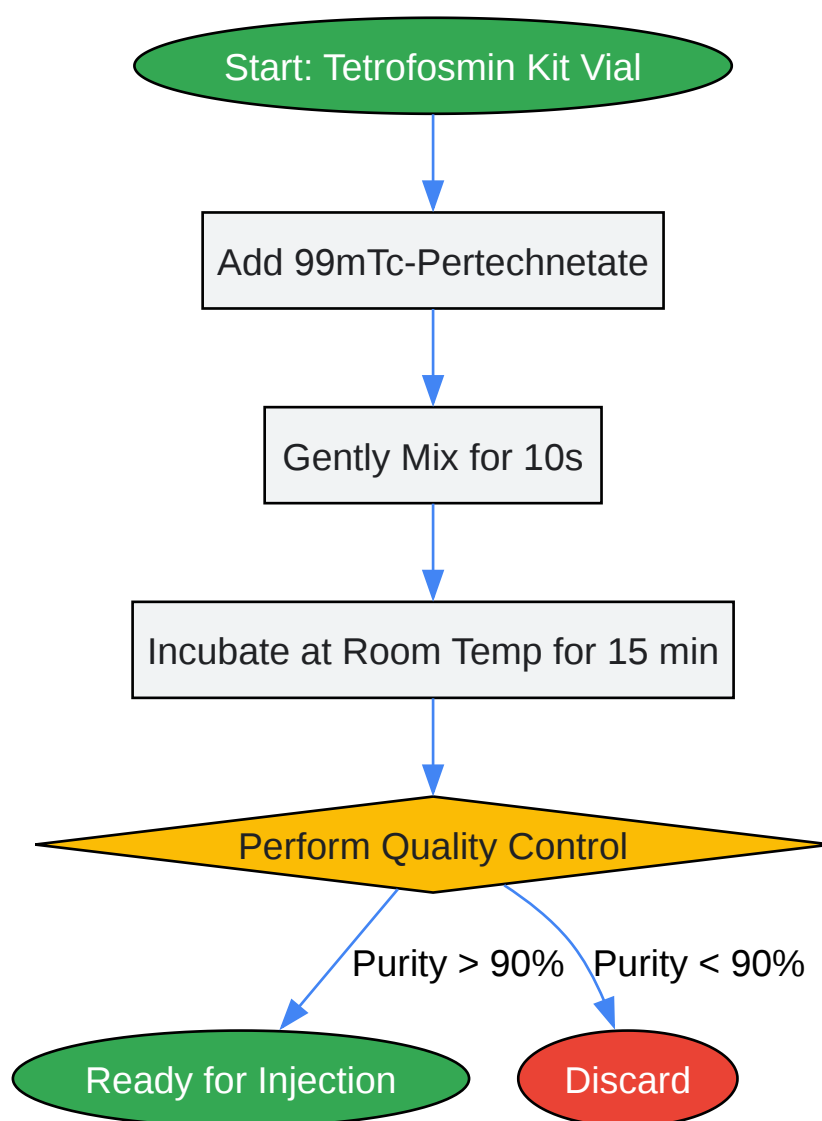 Start: Tetrofosmin Kit Vial
Add 99mTc-Pertechnetate
Gently Mix for 10s
Incubate at Room Temp for 15 min
Perform Quality Control
Purity > 90%
Purity < 90%
Ready for Injection
Discard